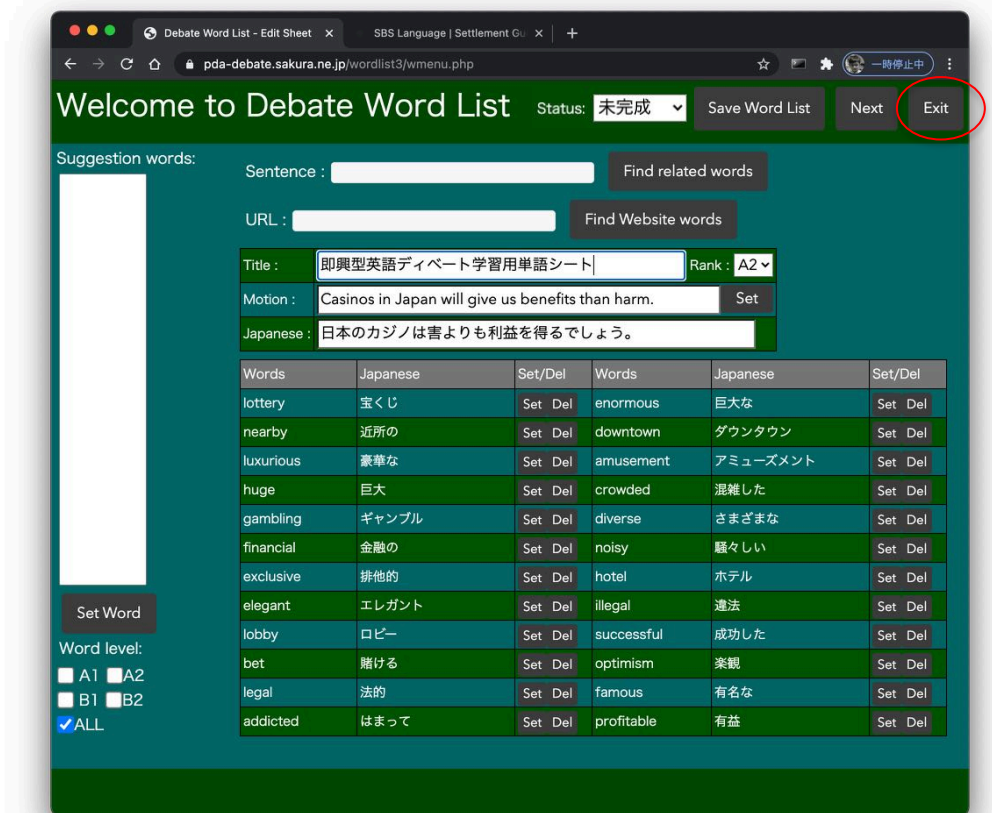 Debate Word List - Edit Sheet
SBS Language | Settlement Gu
pda-debate.sakura.ne.jp/wordlist3/wmenu.php
一時停止中
Welcome to Debate Word List Status: 未完成 Save Word List Next Exit
Suggestion words:
Sentence : Find related words
URL : Find Website words
Title : 即興型英語ディベート学習用単語シート Rank : A2
Motion : Casinos in Japan will give us benefits than harm. Set
Japanese : 日本のカジノは害よりも利益を得るでしょう。
Words Japanese Set/Del Words Japanese Set/Del
lottery 宝くじ Set Del enormous 巨大な Set Del
nearby 近所の Set Del downtown ダウンタウン Set Del
luxurious 豪華な Set Del amusement アミューズメント Set Del
huge 巨大 Set Del crowded 混雑した Set Del
gambling ギャンブル Set Del diverse さまざまな Set Del
financial 金融の Set Del noisy 騒々しい Set Del
exclusive 排他的 Set Del hotel ホテル Set Del
elegant エレガント Set Del illegal 違法 Set Del
lobby ロビー Set Del successful 成功した Set Del
bet 賭ける Set Del optimism 楽観 Set Del
legal 法的 Set Del famous 有名な Set Del
addicted はまって Set Del profitable 有益 Set Del
Set Word
Word level:
A1 A2
B1 B2
ALL